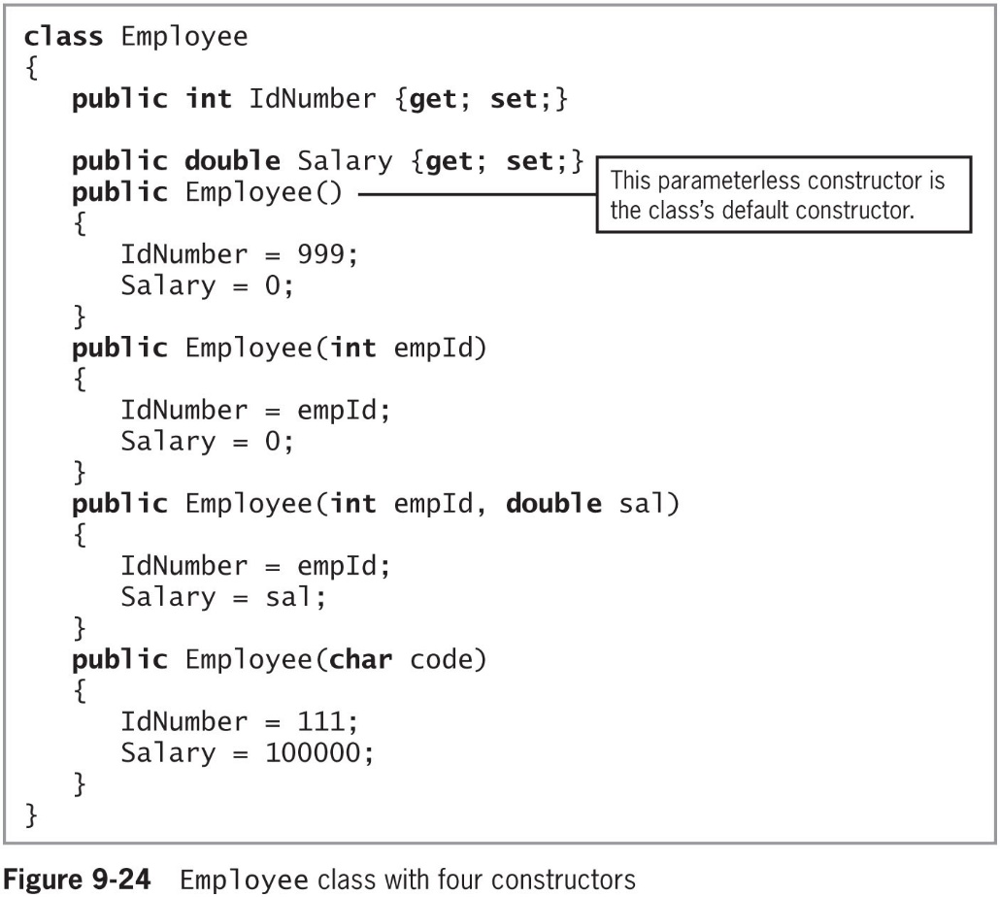 class Employee
{
public int IdNumber {get; set;}
public double Salary {get; set;}
public Employee()
This parameterless constructor is
the class's default constructor.
{
IdNumber = 999;
Salary = 0;
}
public Employee(int empId)
{
IdNumber = empId;
Salary = 0;
}
public Employee(int empId, double sal)
{
IdNumber = empId;
Salary = sal;
}
public Employee(char code)
{
IdNumber = 111;
Salary = 100000;
}
}
Figure 9-24 Employee class with four constructors